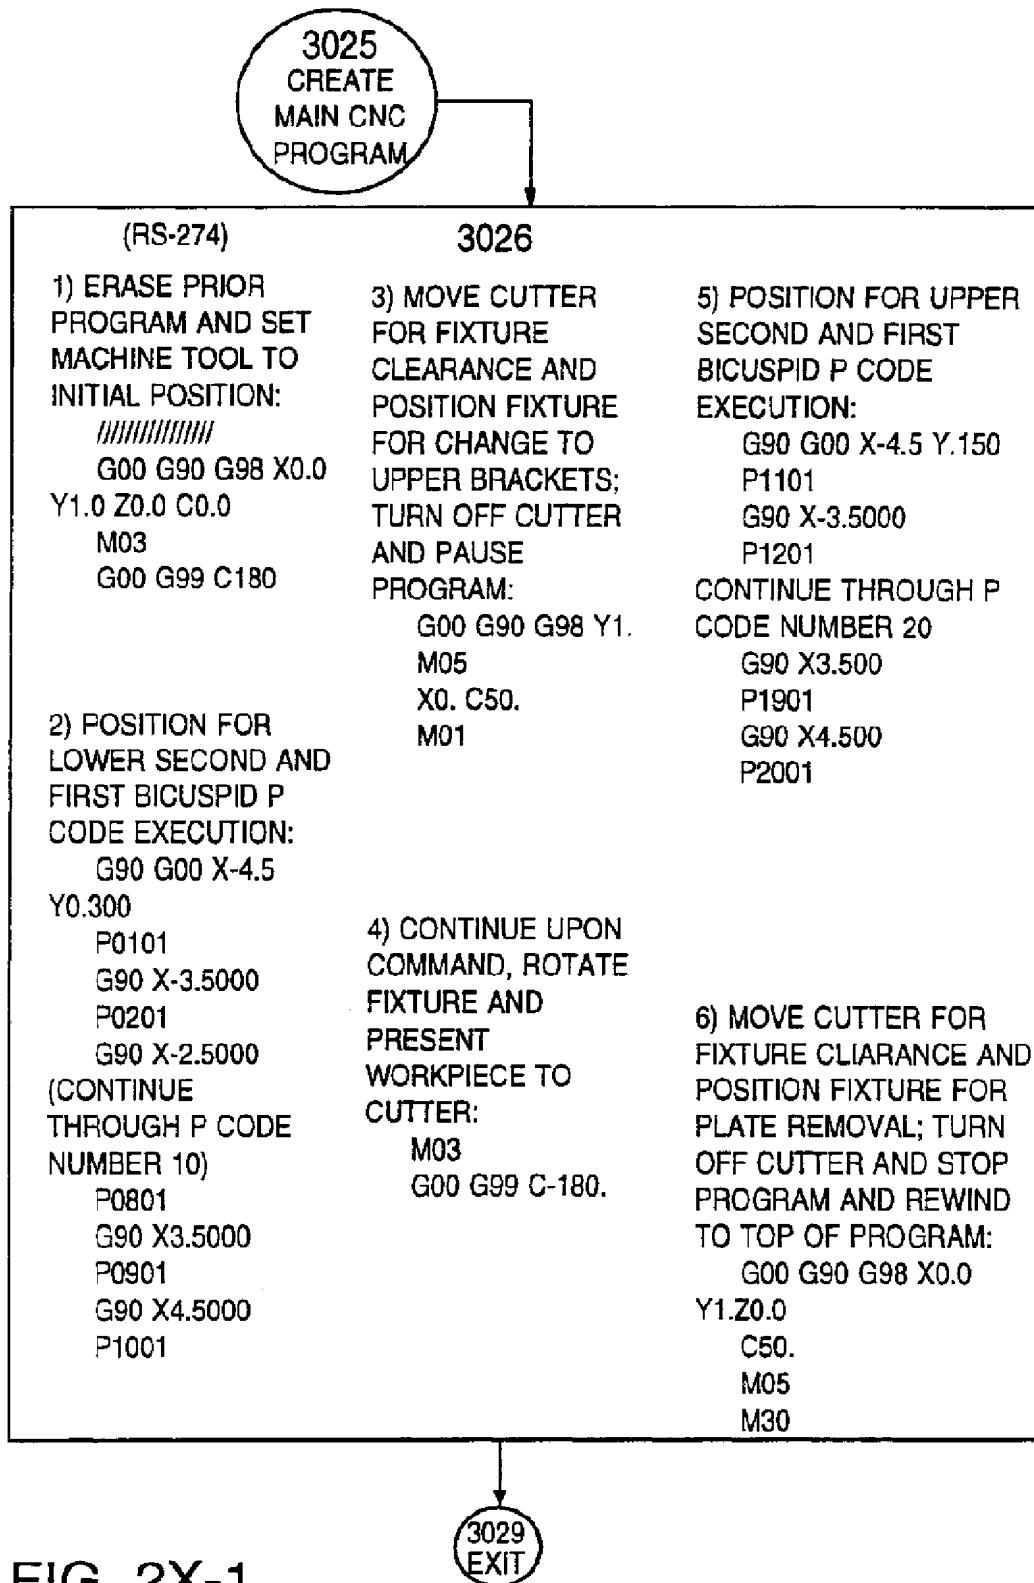 3025
CREATE
MAIN CNC
PROGRAM
(RS-274)
3026
1) ERASE PRIOR
PROGRAM AND SET
MACHINE TOOL TO
INITIAL POSITION:
///////////////
G00 G90 G98 X0.0
Y1.0 Z0.0 C0.0
M03
G00 G99 C180
2) POSITION FOR
LOWER SECOND AND
FIRST BICUSPID P
CODE EXECUTION:
G90 G00 X-4.5
Y0.300
P0101
G90 X-3.5000
P0201
G90 X-2.5000
(CONTINUE
THROUGH P CODE
NUMBER 10)
P0801
G90 X3.5000
P0901
G90 X4.5000
P1001
3) MOVE CUTTER
FOR FIXTURE
CLEARANCE AND
POSITION FIXTURE
FOR CHANGE TO
UPPER BRACKETS;
TURN OFF CUTTER
AND PAUSE
PROGRAM:
G00 G90 G98 Y1.
M05
X0. C50.
M01
4) CONTINUE UPON
COMMAND, ROTATE
FIXTURE AND
PRESENT
WORKPIECE TO
CUTTER:
M03
G00 G99 C-180.
5) POSITION FOR UPPER
SECOND AND FIRST
BICUSPID P CODE
EXECUTION:
G90 G00 X-4.5 Y.150
P1101
G90 X-3.5000
P1201
CONTINUE THROUGH P
CODE NUMBER 20
G90 X3.500
P1901
G90 X4.500
P2001
6) MOVE CUTTER FOR
FIXTURE CLIARANCE AND
POSITION FIXTURE FOR
PLATE REMOVAL; TURN
OFF CUTTER AND STOP
PROGRAM AND REWIND
TO TOP OF PROGRAM:
G00 G90 G98 X0.0
Y1.Z0.0
C50.
M05
M30
3029
EXIT
FIG. 2X-1